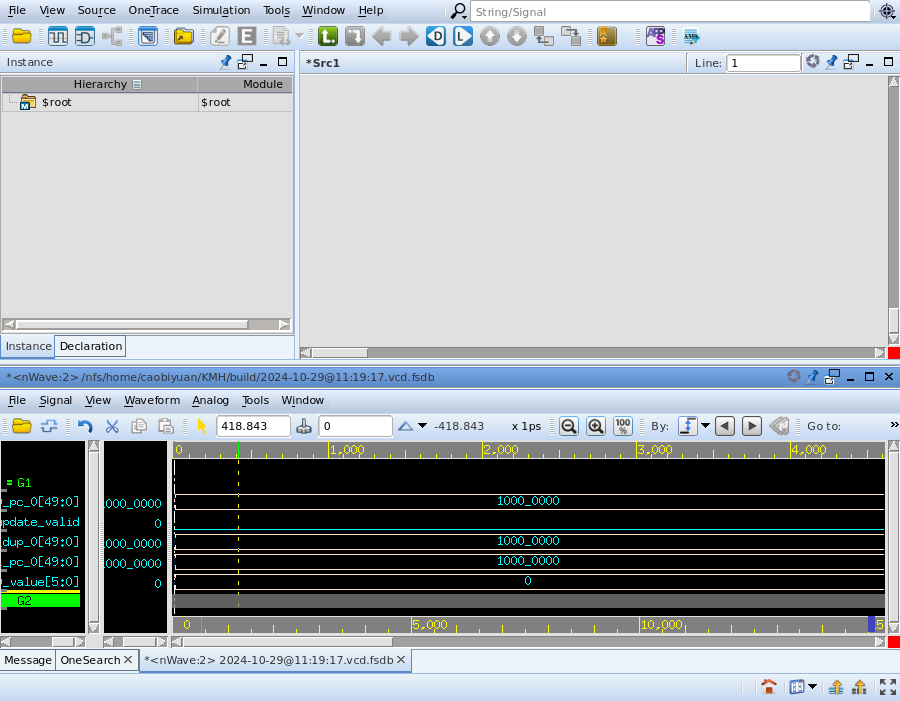 File View Source OneTrace Simulation Tools Window Help
String/Signal
Instance
*Src1
Line: 1
Hierarchy Module
$root $root
Instance Declaration
*<nWave:2> /nfs/home/caobiyuan/KMH/build/2024-10-29@11:19:17.vcd.fsdb
File Signal View Waveform Analog Tools Window
418.843 0 -418.843 x 1ps 100% By: Go to: »
0 1,000 2,000 3,000 4,000
= G1
_pc_0[49:0] 000_0000 1000_0000
pdate_valid 0
dup_0[49:0] 000_0000 1000_0000
_pc_0[49:0] 000_0000 1000_0000
_value[5:0] 0 0
G2
0 5,000 10,000 5
Message OneSearch *<nWave:2> 2024-10-29@11:19:17.vcd.fsdb